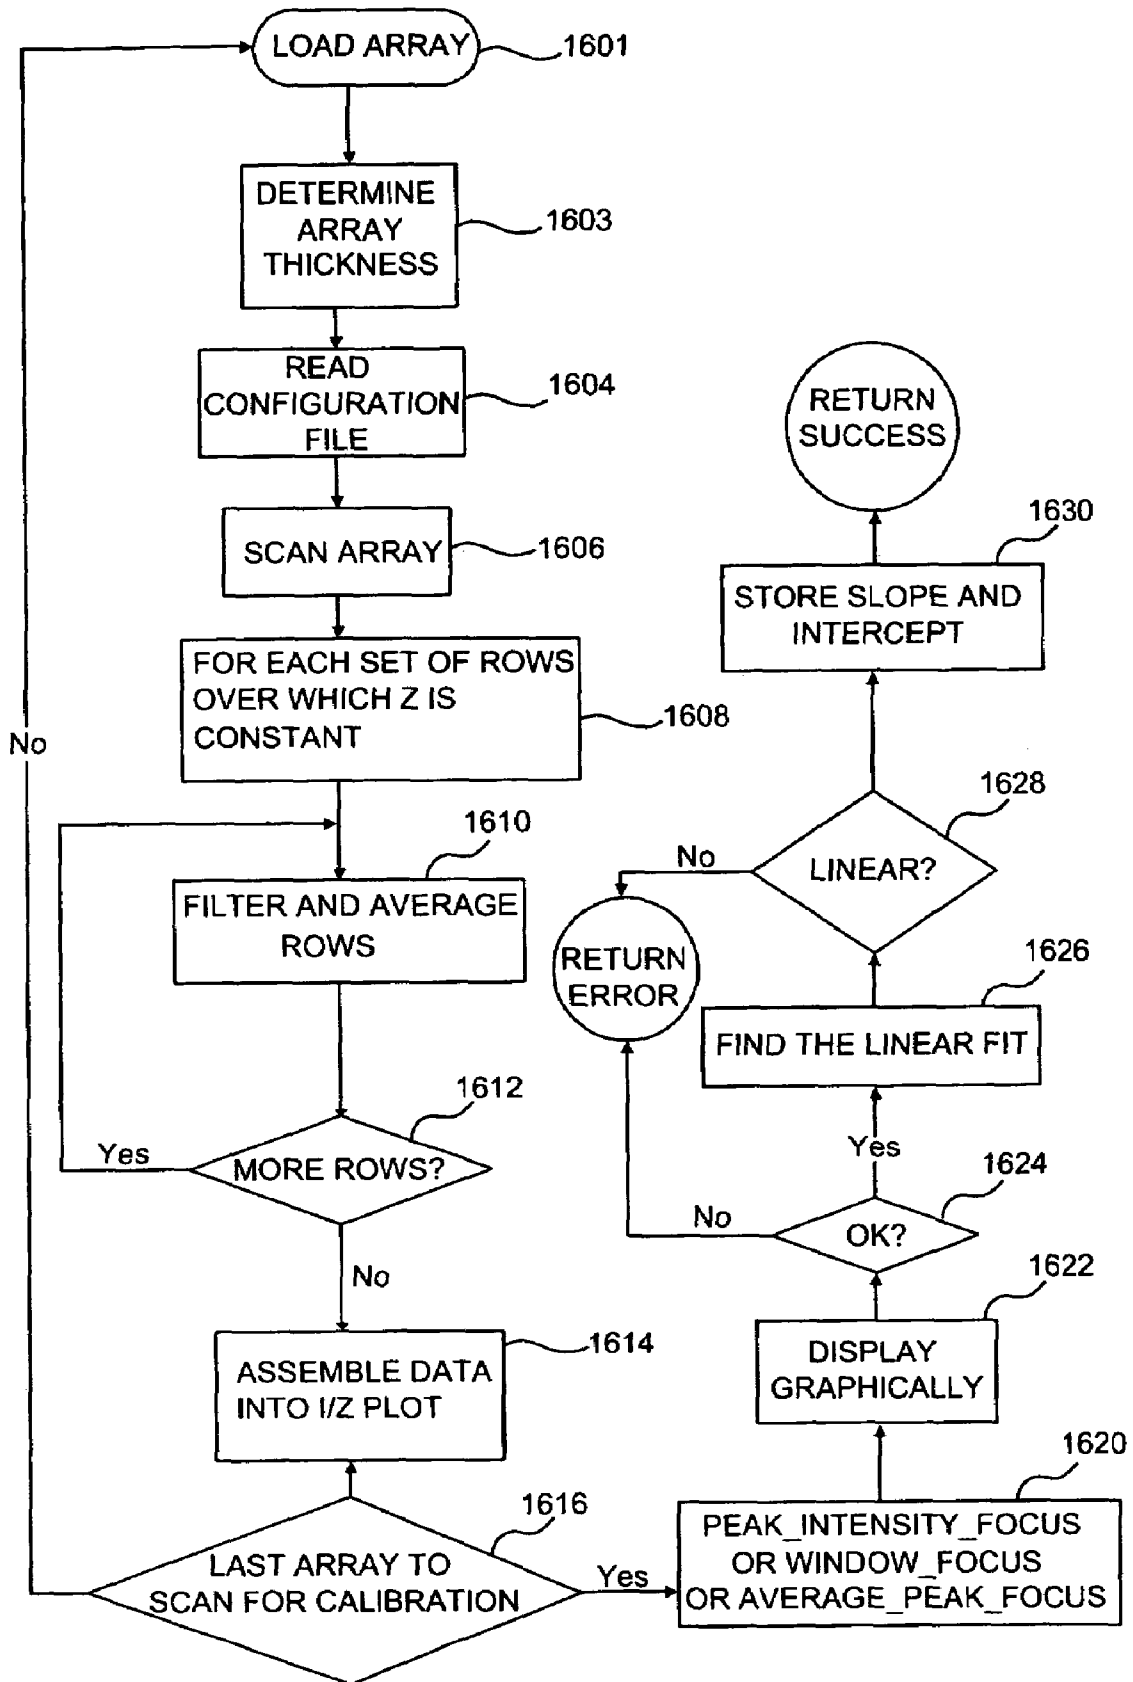 LOAD ARRAY
1601
DETERMINE
ARRAY
THICKNESS
1603
READ
CONFIGURATION
FILE
1604
SCAN ARRAY
1606
FOR EACH SET OF ROWS
OVER WHICH Z IS
CONSTANT
1608
No
1610
FILTER AND AVERAGE
ROWS
1612
MORE ROWS?
Yes
No
ASSEMBLE DATA
INTO I/Z PLOT
1614
1616
LAST ARRAY TO
SCAN FOR CALIBRATION
Yes
1620
PEAK_INTENSITY_FOCUS
OR WINDOW_FOCUS
OR AVERAGE_PEAK_FOCUS
1622
DISPLAY
GRAPHICALLY
1624
OK?
No
Yes
RETURN
ERROR
1626
FIND THE LINEAR FIT
1628
LINEAR?
No
1630
STORE SLOPE AND
INTERCEPT
RETURN
SUCCESS